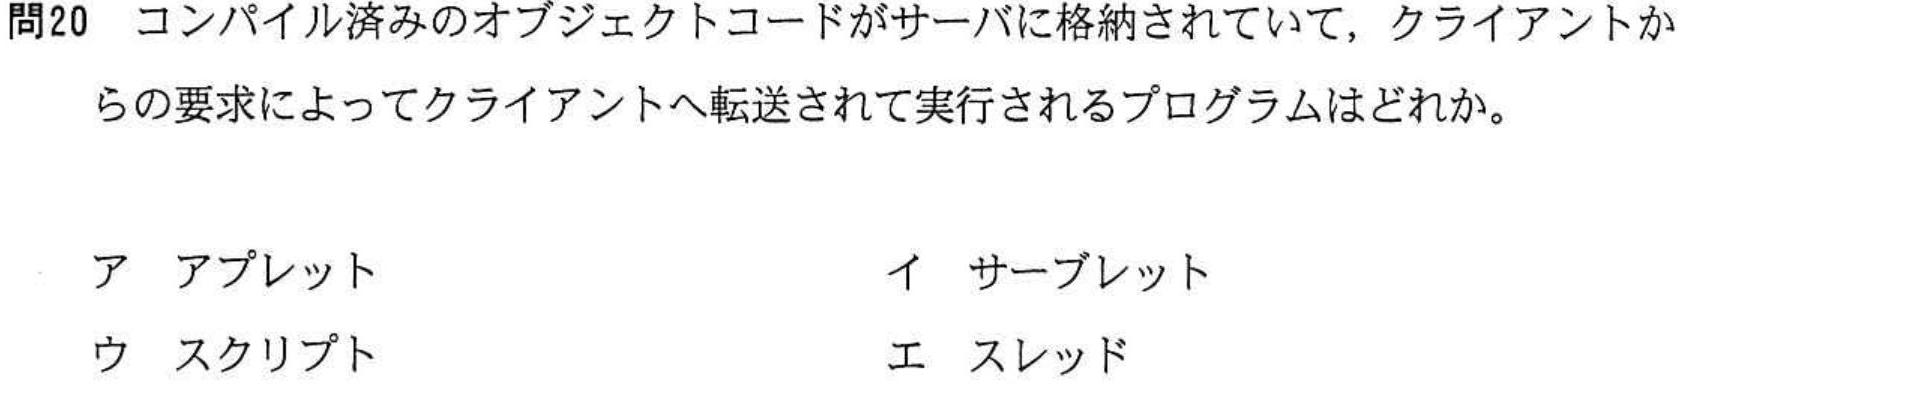 問20　コンパイル済みのオブジェクトコードがサーバに格納されていて，クライアントか
らの要求によってクライアントへ転送されて実行されるプログラムはどれか。
ア　アプレット　イ　サーブレット
ウ　スクリプト　エ　スレッド